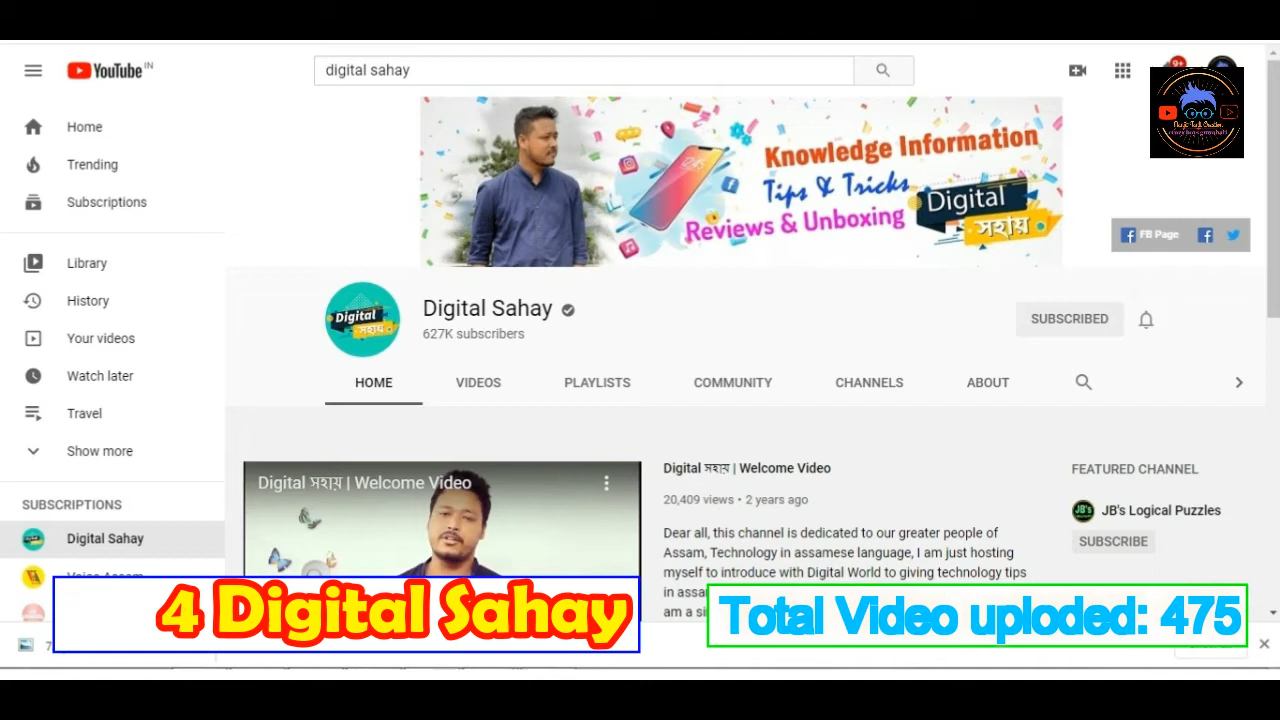 YouTube IN
digital sahay
9+
Home
Trending
Subscriptions
Library
History
Your videos
Watch later
Travel
Show more
SUBSCRIPTIONS
Digital Sahay
Knowledge Information
Tips & Tricks
Reviews & Unboxing
Digital
সহায়
FB Page
Digital
সহায়
Digital Sahay
627K subscribers
SUBSCRIBED
HOME VIDEOS PLAYLISTS COMMUNITY CHANNELS ABOUT
Digital সহায় | Welcome Video
Digital সহায় | Welcome Video
20,409 views • 2 years ago
Dear all, this channel is dedicated to our greater people of
Assam, Technology in assamese language, I am just hosting
myself to introduce with Digital World to giving technology tips
FEATURED CHANNEL
JB's Logical Puzzles
SUBSCRIBE
4 Digital Sahay
Total Video uploded: 475